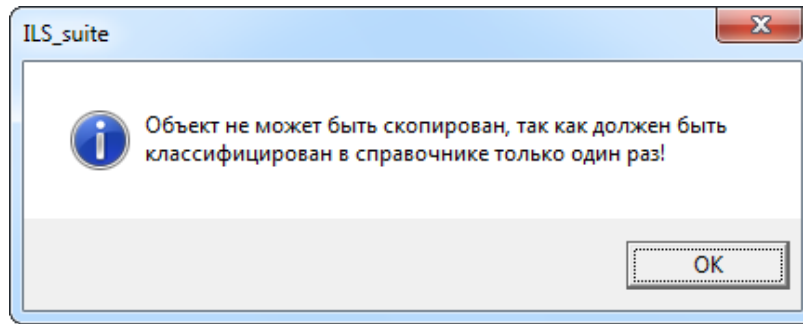 ILS_suite
Объект не может быть скопирован, так как должен быть
классифицирован в справочнике только один раз!
OK